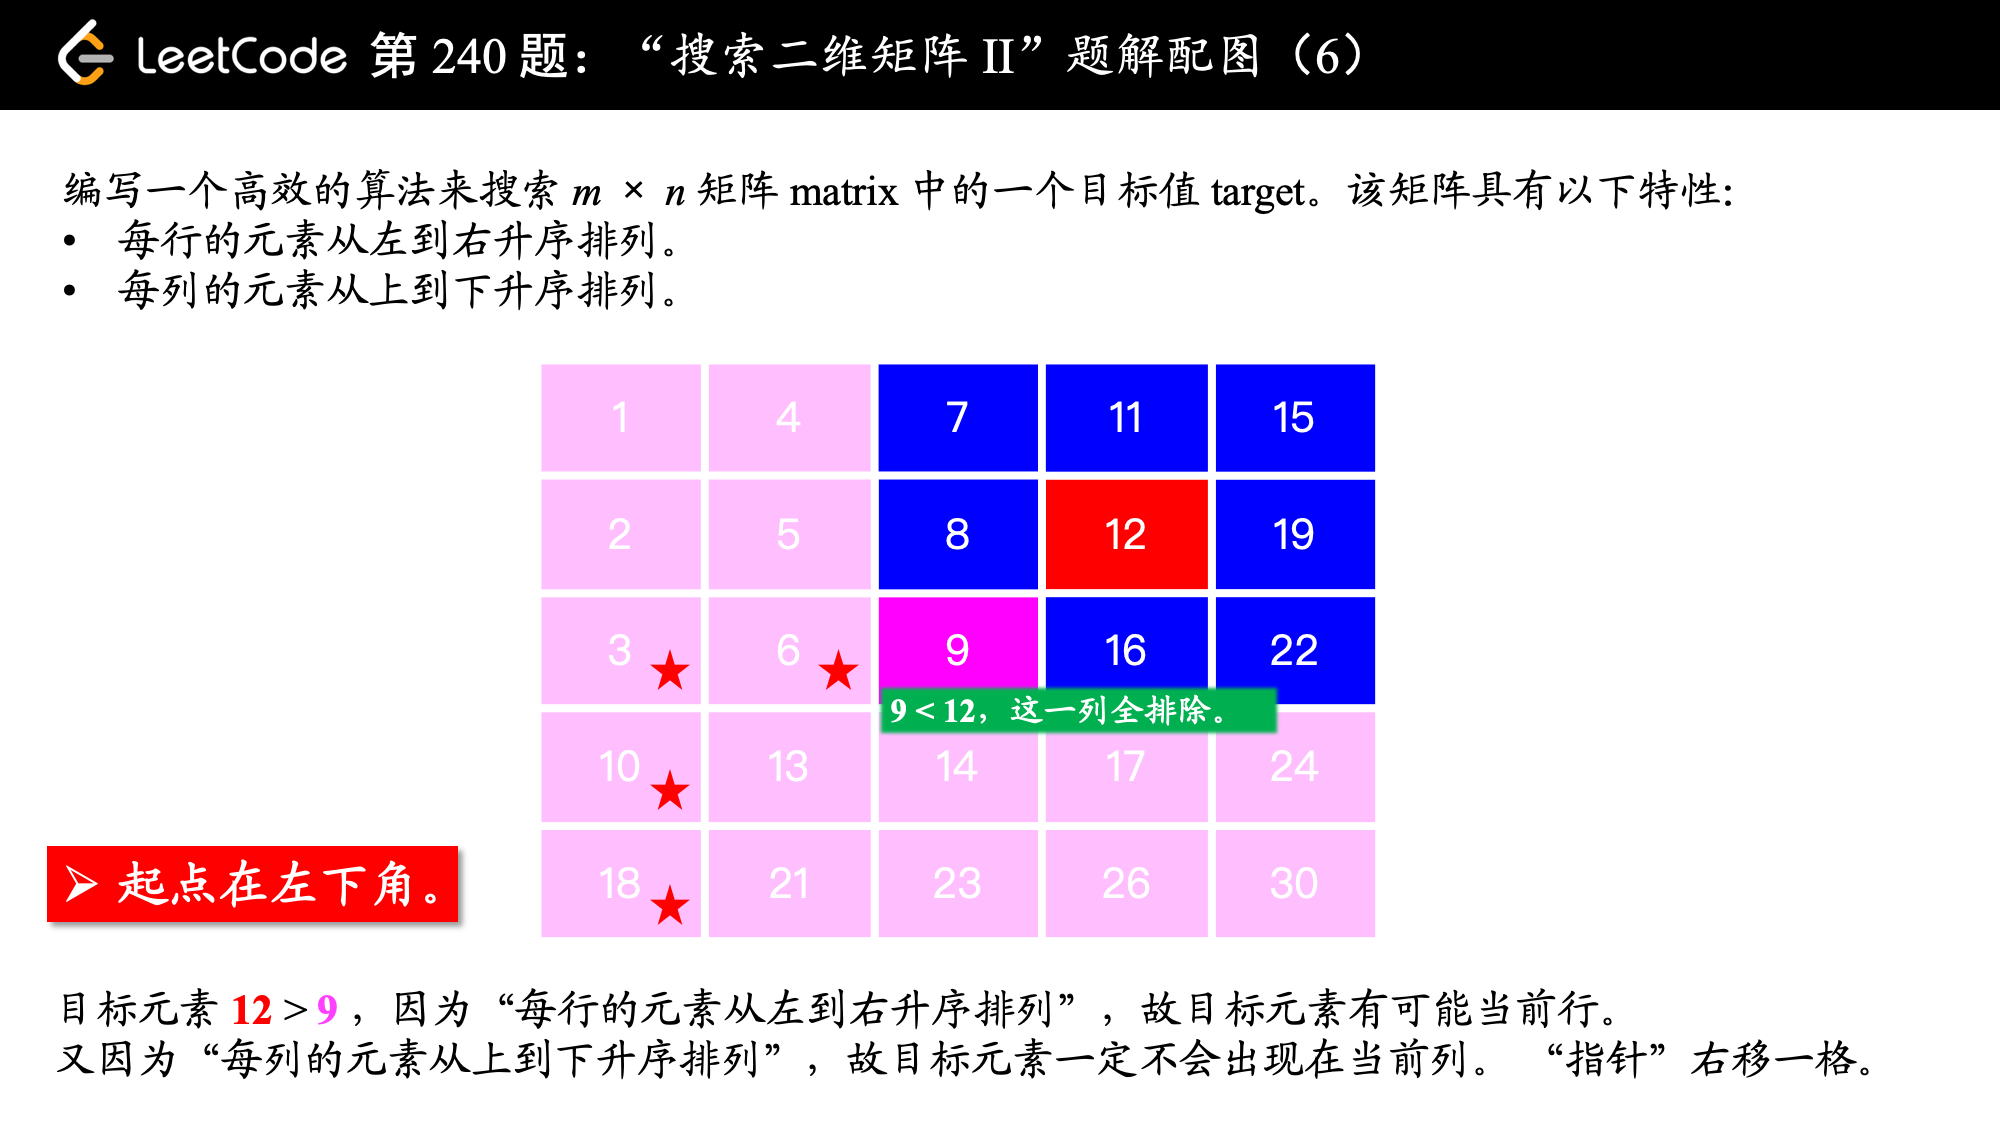 LeetCode 第 240 题：“搜索二维矩阵 II”题解配图（6）
编写一个高效的算法来搜索 m × n 矩阵 matrix 中的一个目标值 target。该矩阵具有以下特性:
• 每行的元素从左到右升序排列。
• 每列的元素从上到下升序排列。
1 4 7 11 15
2 5 8 12 19
3 6 9 16 22
9 < 12，这一列全排除。
10 13 14 17 24
18 21 23 26 30
➢ 起点在左下角。
目标元素 12 > 9 ，因为“每行的元素从左到右升序排列”，故目标元素有可能当前行。
又因为“每列的元素从上到下升序排列”，故目标元素一定不会出现在当前列。 “指针”右移一格。